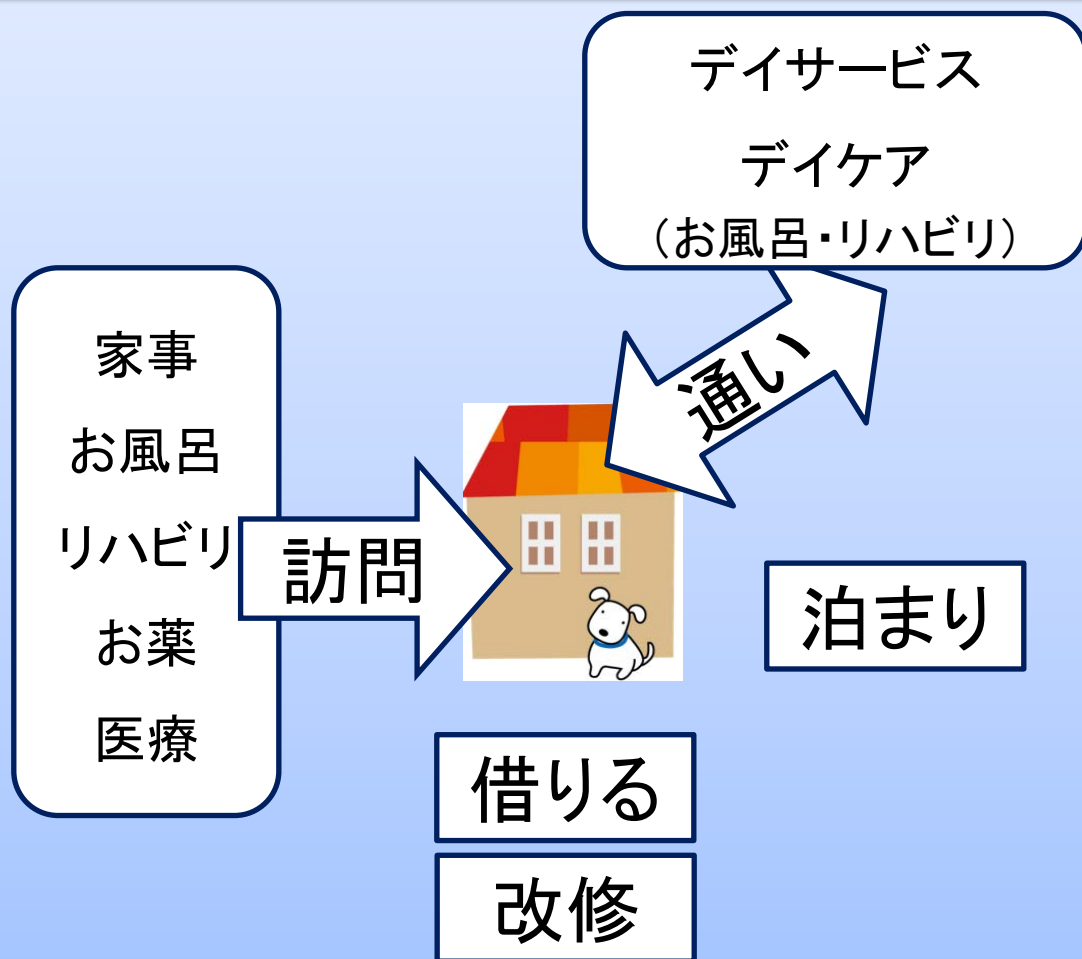 デイサービス
デイケア
（お風呂・リハビリ）
通い
家事
お風呂
リハビリ
お薬
医療
訪問
泊まり
借りる
改修